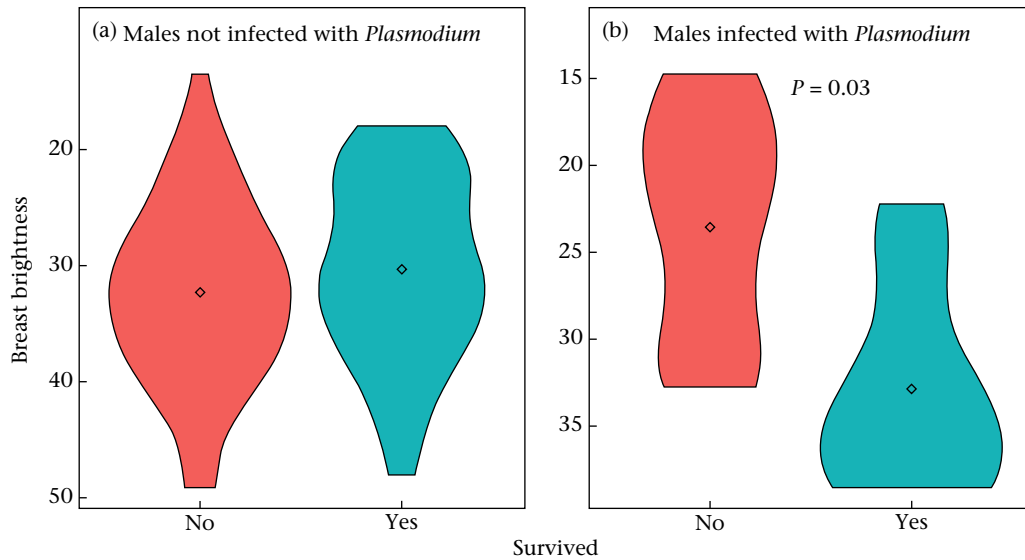 (a) Males not infected with Plasmodium
20
30
40
50
No
Yes
Breast brightness
(b) Males infected with Plasmodium
P = 0.03
15
20
25
30
35
No
Yes
Survived